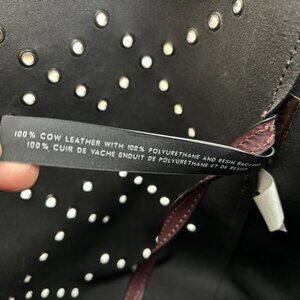 100% COW LEATHER WITH 100% POLYURETHANE AND RESIN BACKING
100% CUIR DE VACHE ENDUIT DE POLYURETHANE ET DE RESINE